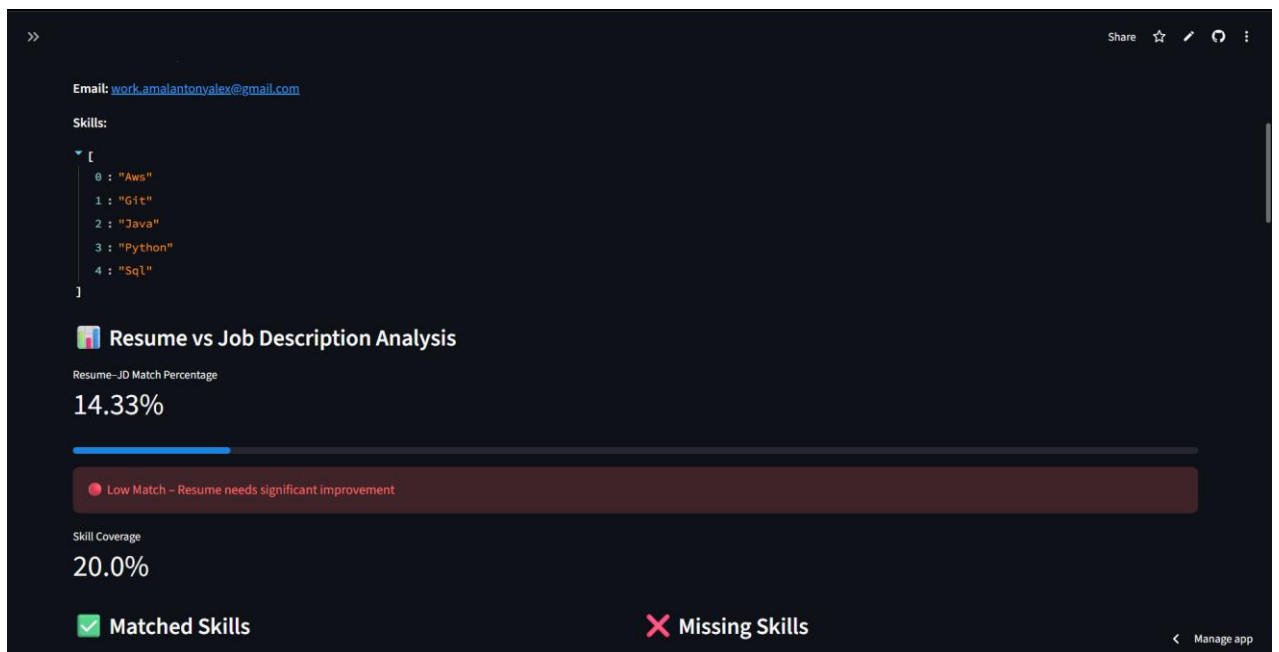 Share
Email: work.amalantonyalex@gmail.com
Skills:
[
0 : "Aws"
1 : "Git"
2 : "Java"
3 : "Python"
4 : "Sql"
]
Resume vs Job Description Analysis
Resume–JD Match Percentage
14.33%
Low Match – Resume needs significant improvement
Skill Coverage
20.0%
Matched Skills
Missing Skills
Manage app